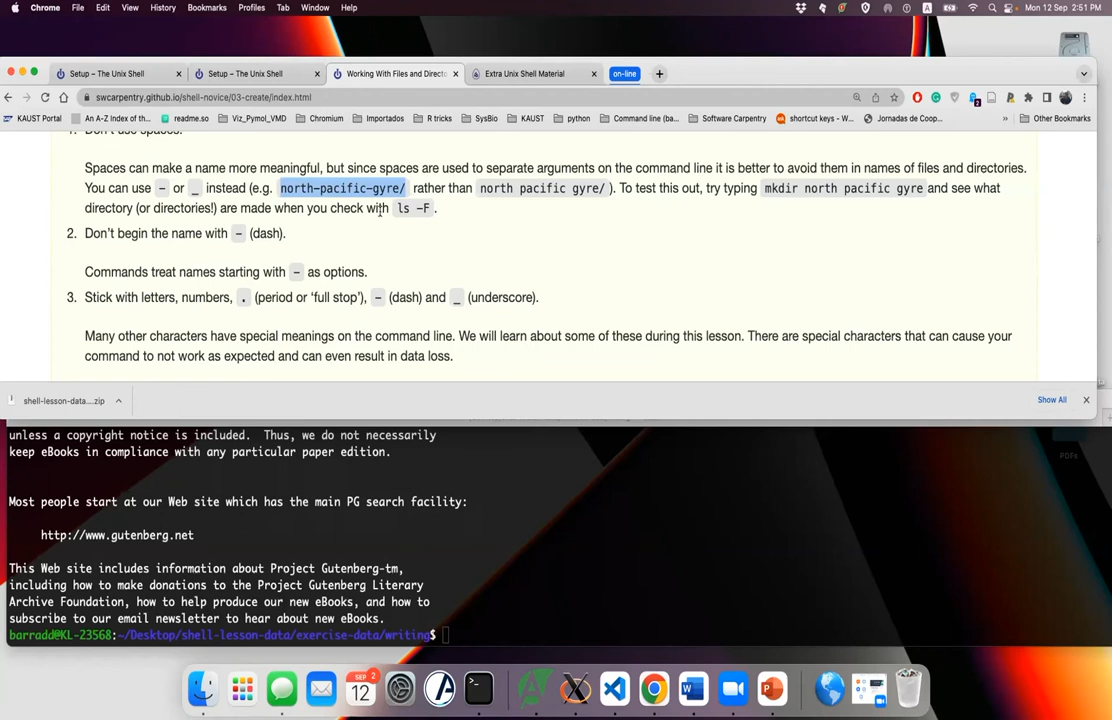 Chrome File Edit View History Bookmarks Profiles Tab Window Help A Mon 12 Sep 2:51 PM
Setup – The Unix Shell Setup – The Unix Shell Working With Files and Directo Extra Unix Shell Material on-line
swcarpentry.github.io/shell-novice/03-create/index.html
KAUST Portal An A-Z Index of th... readme.so Viz_Pymol_VMD Chromium Importados R tricks SysBio KAUST python Command line (ba... Software Carpentry shortcut keys - W... Jornadas de Coop... » Other Bookmarks
1. Don't use spaces.
Spaces can make a name more meaningful, but since spaces are used to separate arguments on the command line it is better to avoid them in names of files and directories.
You can use - or _ instead (e.g. north-pacific-gyre/ rather than north pacific gyre/ ). To test this out, try typing mkdir north pacific gyre and see what
directory (or directories!) are made when you check with ls -F .
2. Don't begin the name with - (dash).
Commands treat names starting with - as options.
3. Stick with letters, numbers, . (period or 'full stop'), - (dash) and _ (underscore).
Many other characters have special meanings on the command line. We will learn about some of these during this lesson. There are special characters that can cause your
command to not work as expected and can even result in data loss.
shell-lesson-data....zip Show All
unless a copyright notice is included. Thus, we do not necessarily
keep eBooks in compliance with any particular paper edition.
PDFs
Most people start at our Web site which has the main PG search facility:
http://www.gutenberg.net
This Web site includes information about Project Gutenberg-tm,
including how to make donations to the Project Gutenberg Literary
Archive Foundation, how to help produce our new eBooks, and how to
subscribe to our email newsletter to hear about new eBooks.
barradd@KL-23568:~/Desktop/shell-lesson-data/exercise-data/writing$
SEP 2
12